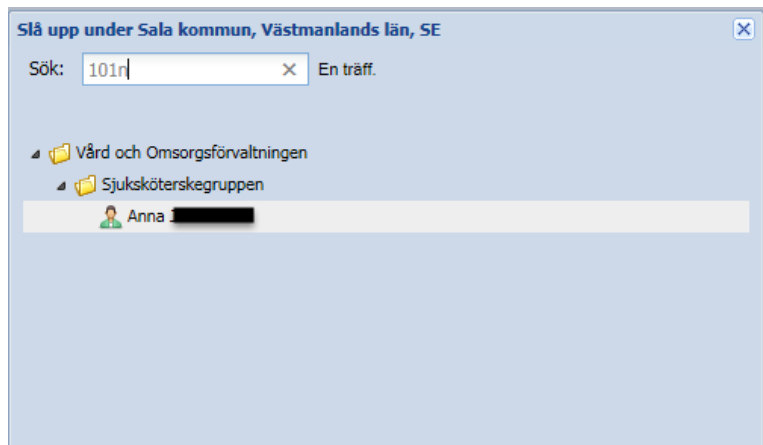 Slå upp under Sala kommun, Västmanlands län, SE
Sök: 101n En träff.
Vård och Omsorgsförvaltningen
Sjuksköterskegruppen
Anna